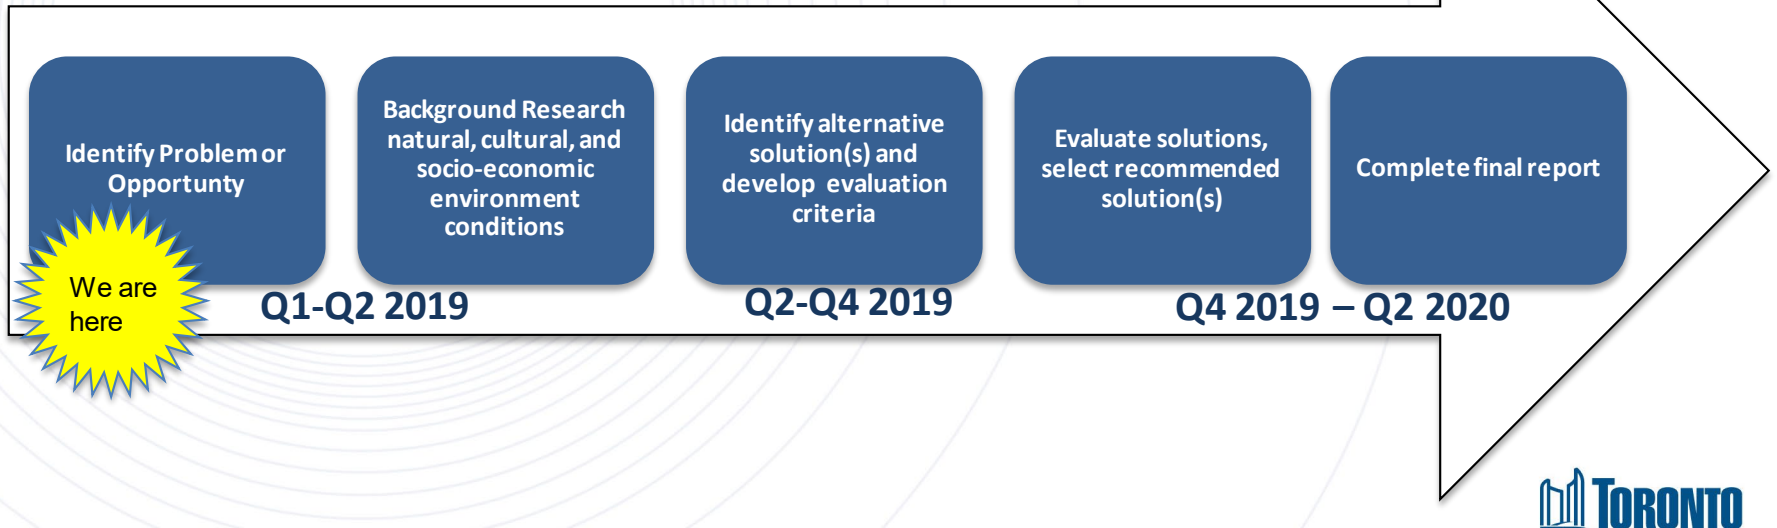 Identify Problem or
Opportunty
Background Research
natural, cultural, and
socio-economic
environment
conditions
Identify alternative
solution(s) and
develop evaluation
criteria
Evaluate solutions,
select recommended
solution(s)
Complete final report
We are
here
Q1-Q2 2019
Q2-Q4 2019
Q4 2019 – Q2 2020
TORONTO